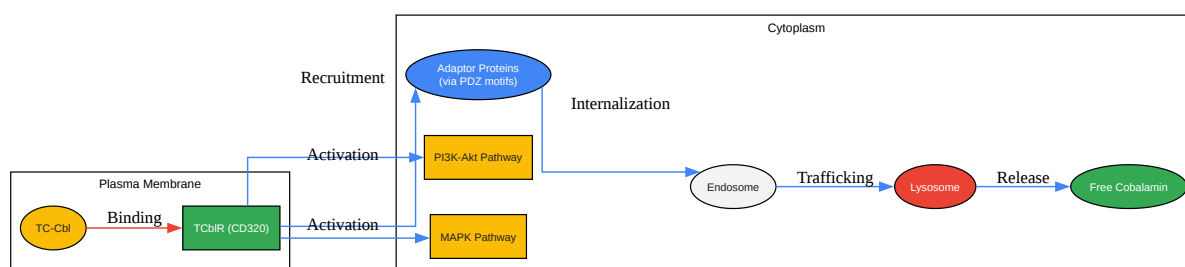 Cytoplasm
Adaptor Proteins
(via PDZ motifs)
Recruitment
Internalization
Activation
PI3K-Akt Pathway
Plasma Membrane
Endosome
Trafficking
Lysosome
Release
Free Cobalamin
TC-Cbl
Binding
TCblR (CD320)
Activation
MAPK Pathway